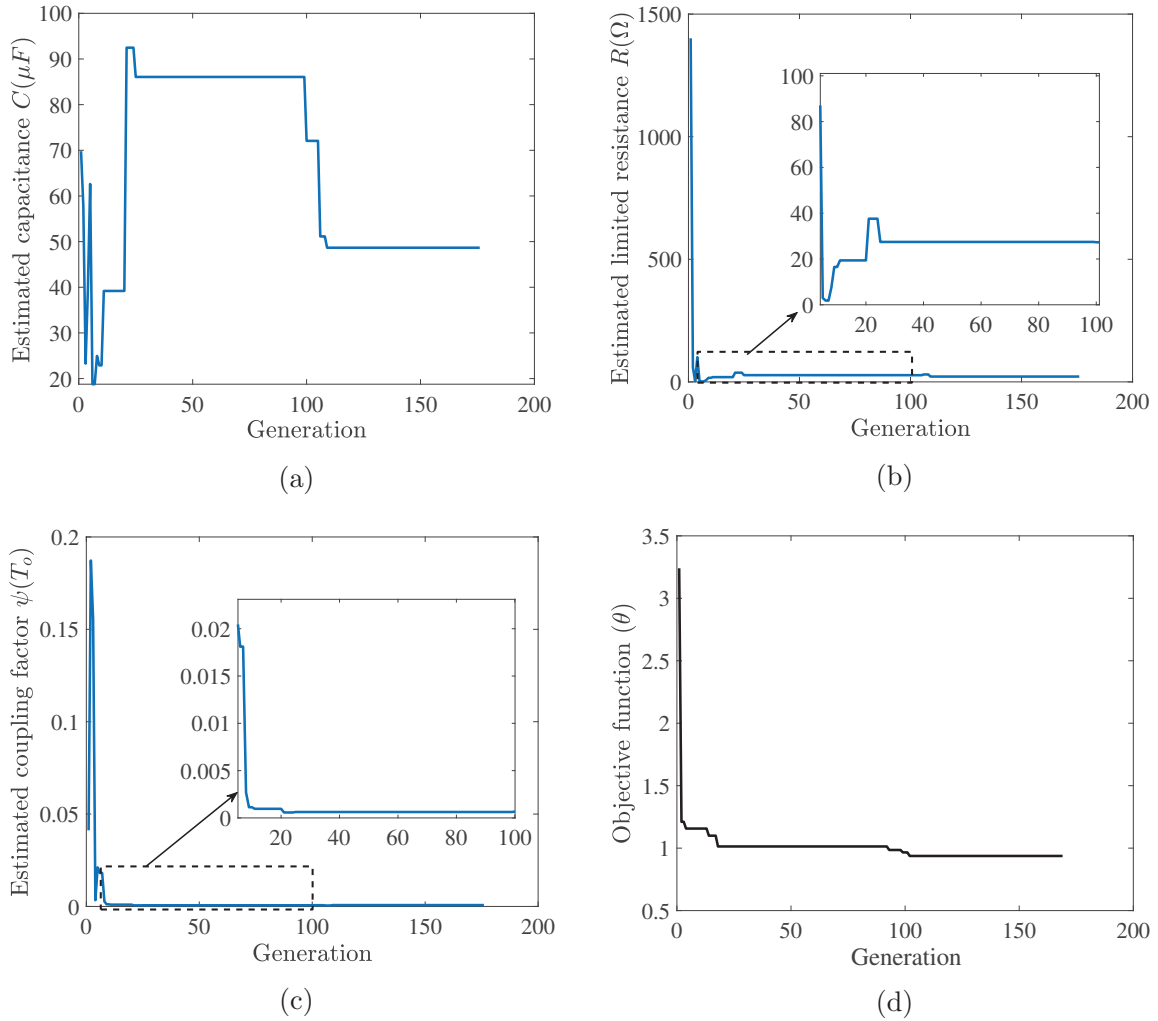 Estimated capacitance C(μF)
100
90
80
70
60
50
40
30
20
0 50 100 150 200
Generation
(a)
Estimated limited resistance R(Ω)
1500
1000
500
0
100
80
60
40
20
0
20 40 60 80 100
0 50 100 150 200
Generation
(b)
Estimated coupling factor ψ(T_o)
0.2
0.15
0.1
0.05
0
0.02
0.015
0.01
0.005
0
20 40 60 80 100
0 50 100 150 200
Generation
(c)
Objective function (θ)
3.5
3
2.5
2
1.5
1
0.5
0 50 100 150 200
Generation
(d)